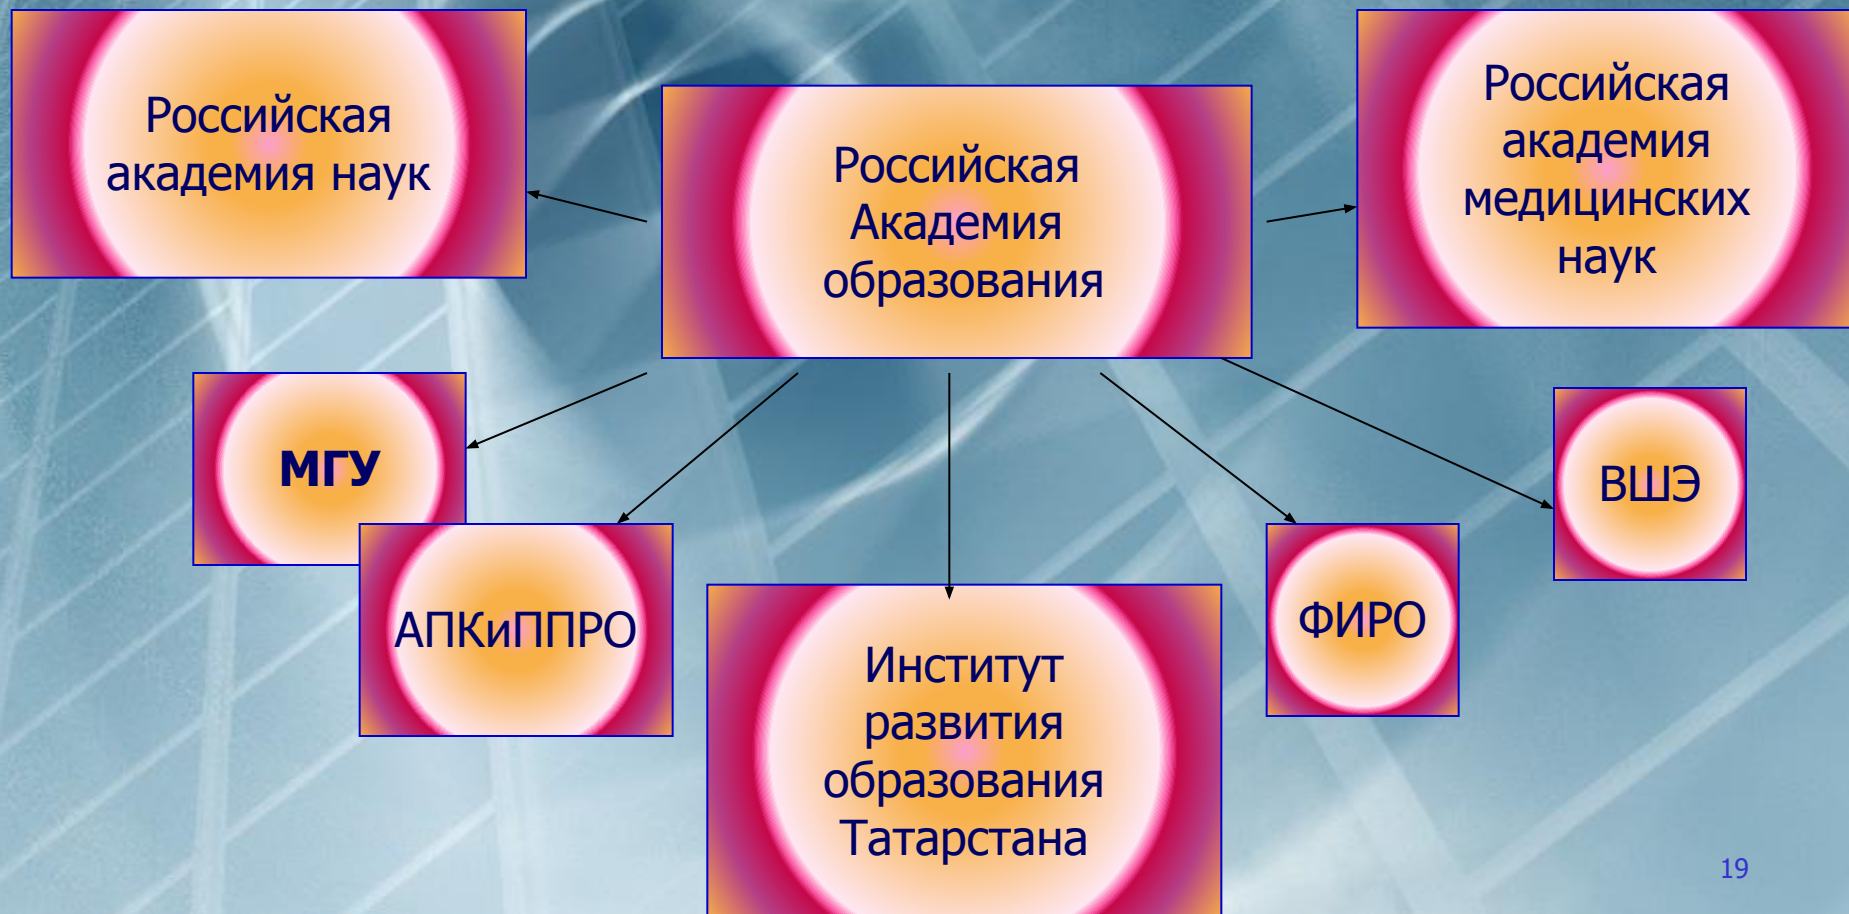 Российская
академия наук
Российская
Академия
образования
Российская
академия
медицинских
наук
МГУ
АПКиППРО
Институт
развития
образования
Татарстана
ФИРО
ВШЭ
19